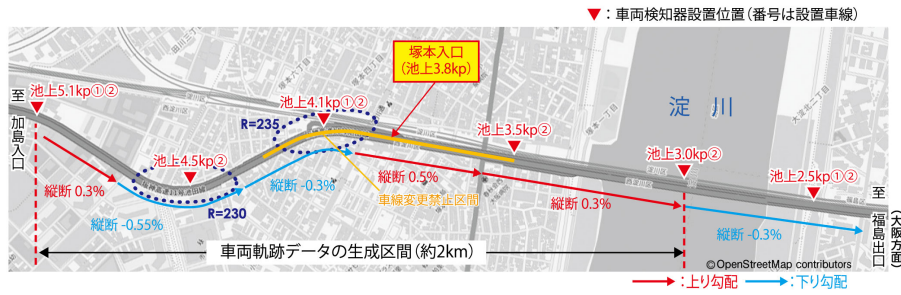 ▼：車両検知器設置位置（番号は設置車線）
塚本入口
（池上3.8kp）
池上5.1kp①②
池上4.1kp①②
R=235
至
加島入口
淀 川
池上3.5kp②
池上3.0kp②
池上2.5kp①②
池上4.5kp②
縦断 0.3%
縦断 -0.3%
縦断 0.5%
縦断 0.3%
縦断 -0.3%
車線変更禁止区間
R=230
縦断 -0.55%
至
福島出口
（大阪方面）
車両軌跡データの生成区間（約2km）
©OpenStreetMap contributors
：上り勾配
：下り勾配